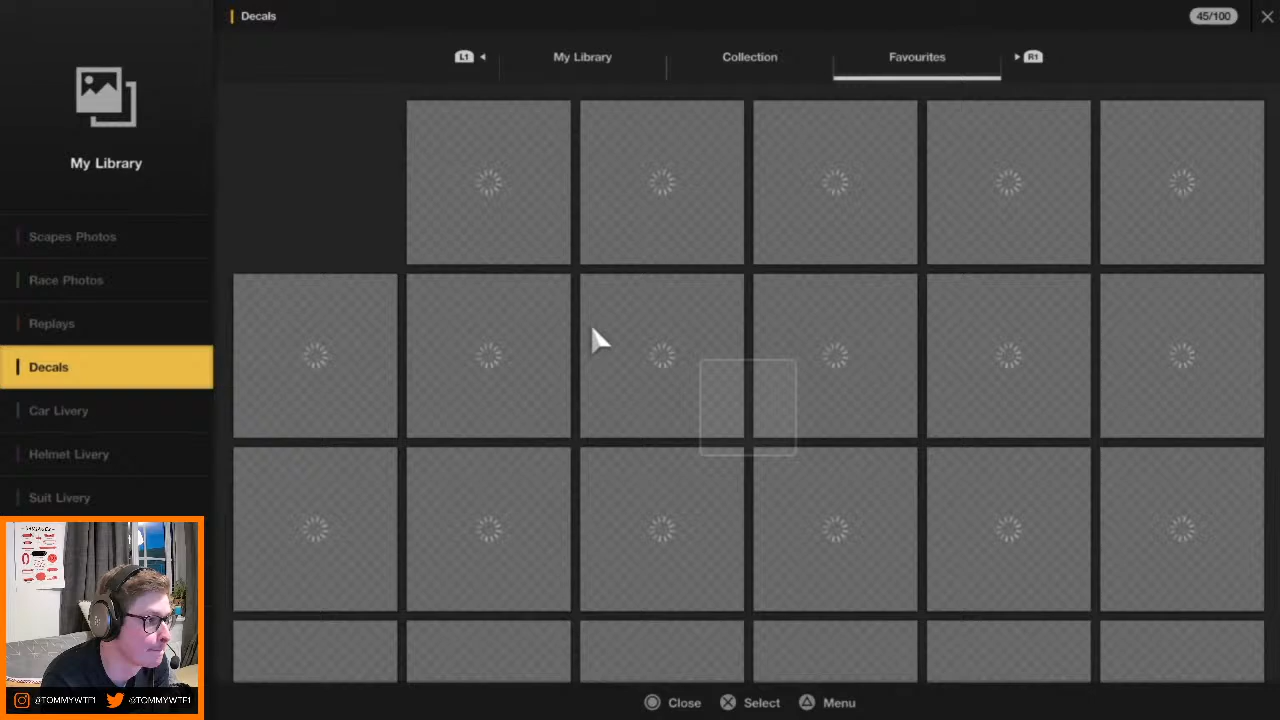 Decals
45/100
L1
My Library
Collection
Favourites
R1
My Library
Scapes Photos
Race Photos
Replays
Decals
Car Livery
Helmet Livery
Suit Livery
@TOMMYWTF1
@TOMMYWTF1
Close
Select
Menu